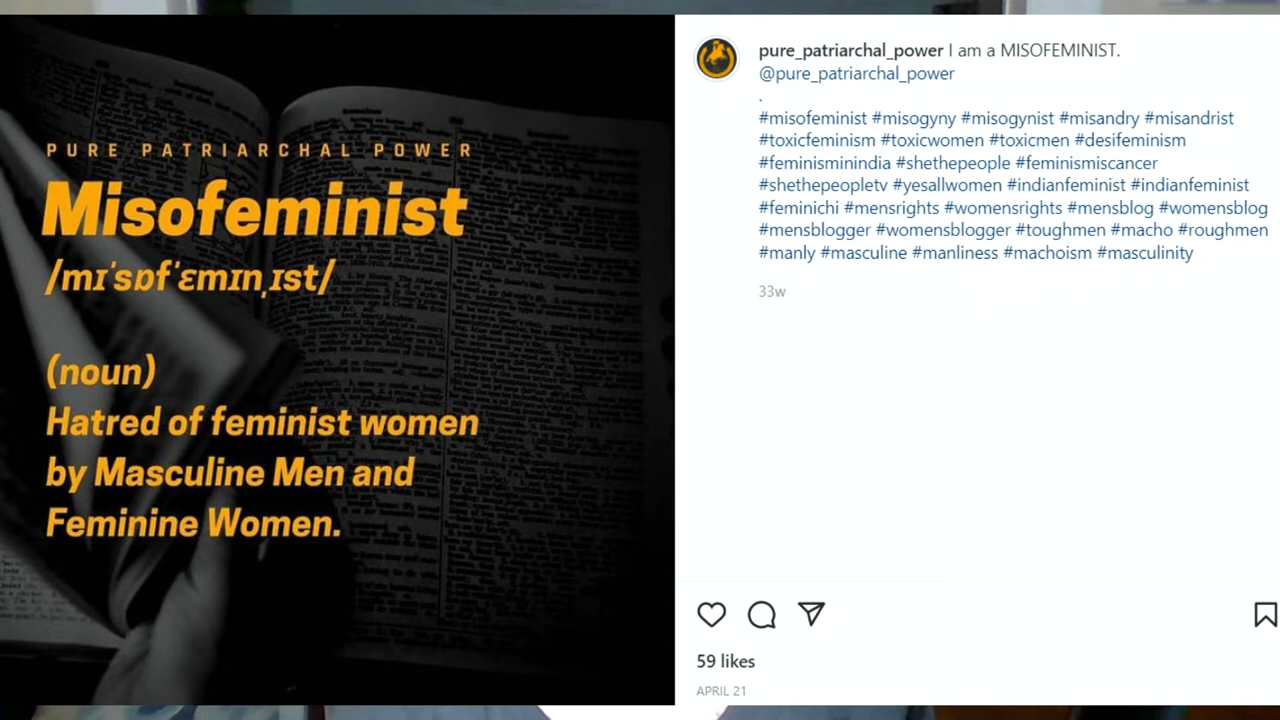 PURE PATRIARCHAL POWER
Misofeminist
/mɪˈsɒfˈɛmɪnˌɪst/
(noun)
Hatred of feminist women
by Masculine Men and
Feminine Women.
pure_patriarchal_power I am a MISOFEMINIST.
@pure_patriarchal_power
.
#misofeminist #misogyny #misogynist #misandry #misandrist
#toxicfeminism #toxicwomen #toxicmen #desifeminism
#feminisminindia #shethepeople #feminismiscancer
#shethepeopletv #yesallwomen #indianfeminist #indianfeminist
#feminichi #mensrights #womensrights #mensblog #womensblog
#mensblogger #womensblogger #toughmen #macho #roughmen
#manly #masculine #manliness #machoism #masculinity
33w
59 likes
APRIL 21